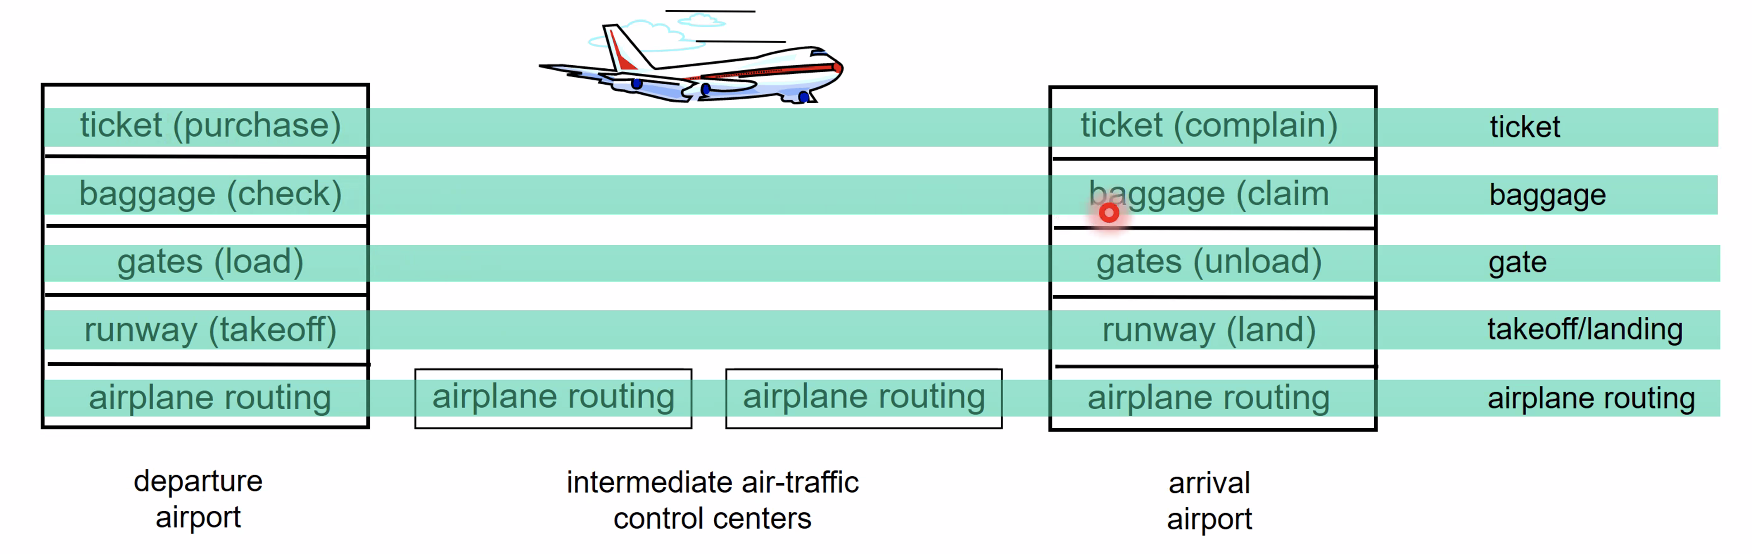 ticket (purchase)
ticket (complain)
ticket
baggage (check)
baggage (claim
baggage
gates (load)
gates (unload)
gate
runway (takeoff)
runway (land)
takeoff/landing
airplane routing
airplane routing
airplane routing
airplane routing
airplane routing
departure
airport
intermediate air-traffic
control centers
arrival
airport